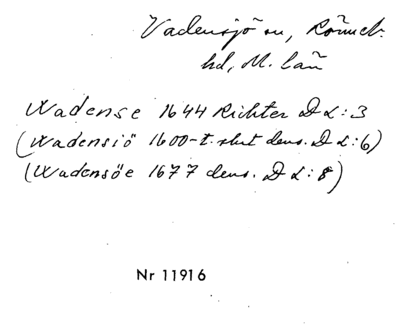 Vadensjö sn, Rönneb.
hd, M. län
Wadense 1644 Richter DL:3
(Wadensiö 1600-t. slut dens. DL:6)
(Wadensöe 1677 dens. DL:8)
Nr 11916